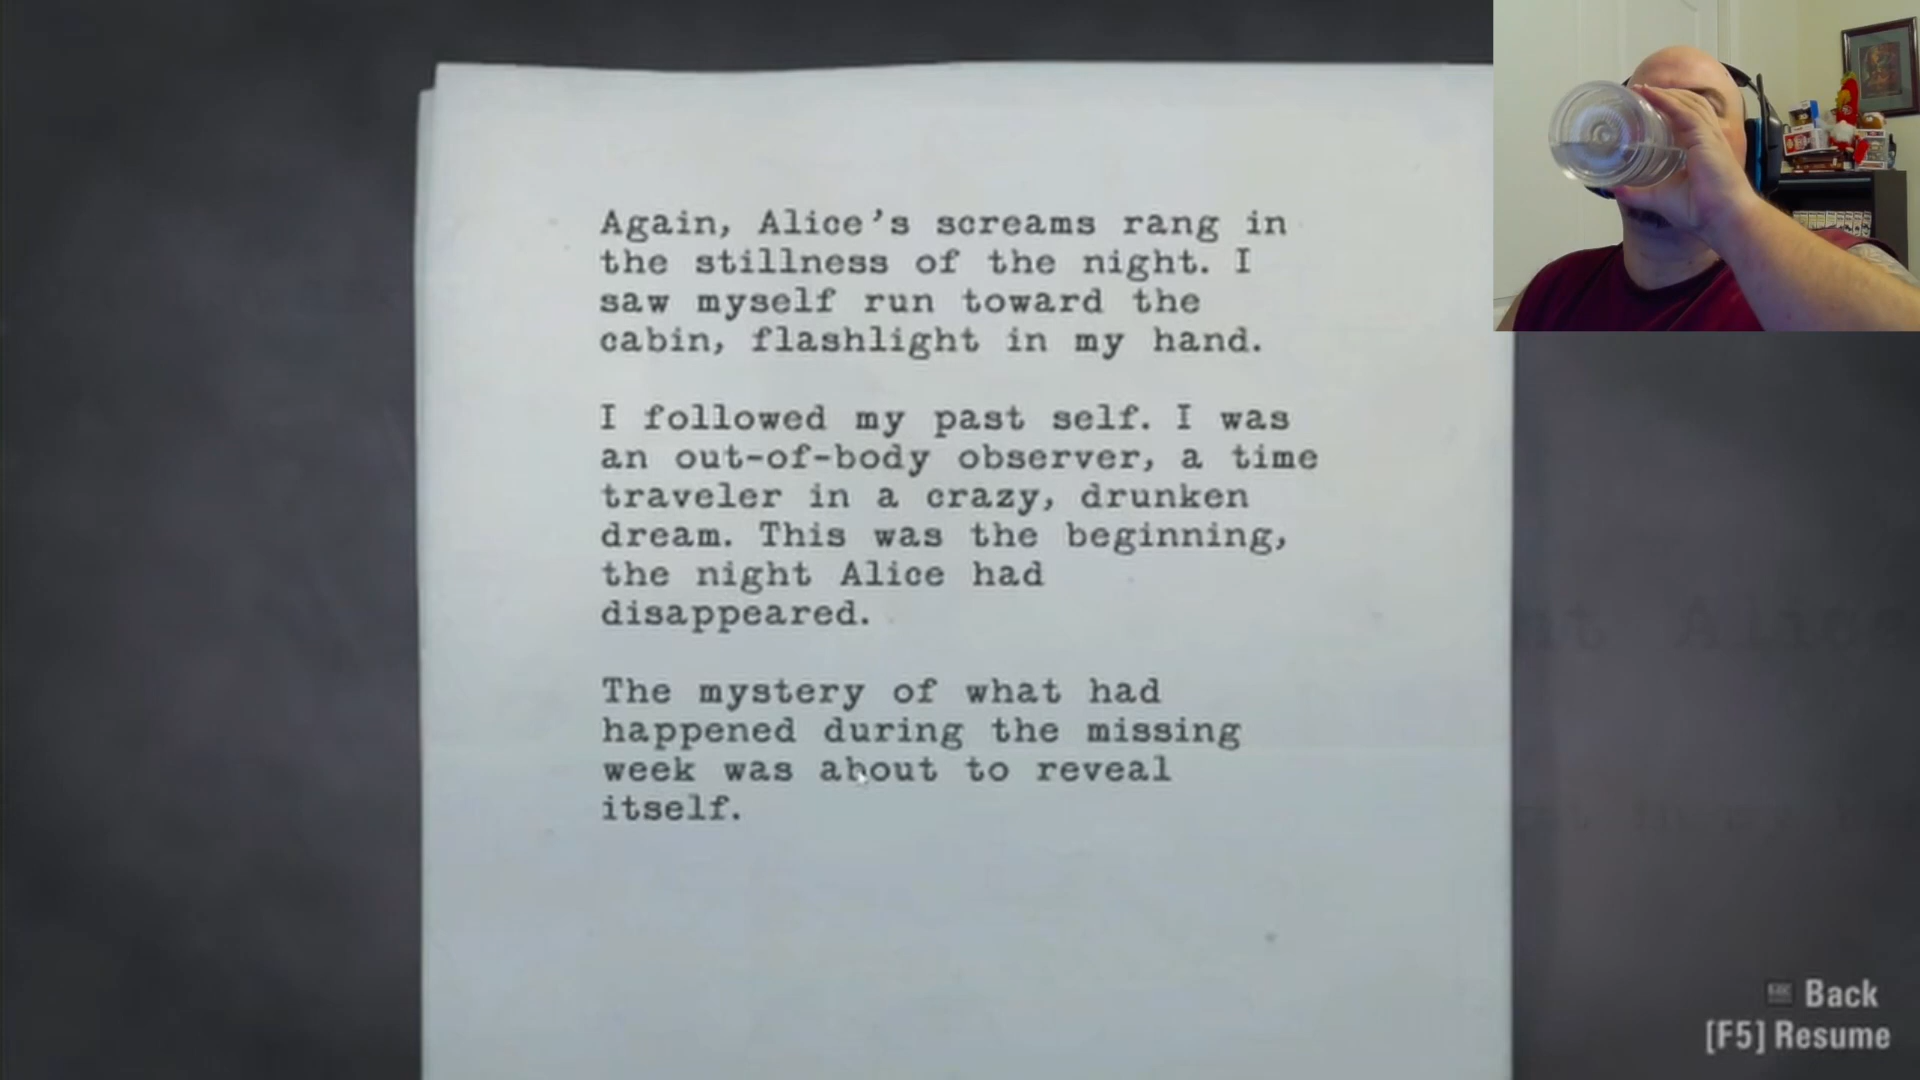 Again, Alice's screams rang in
the stillness of the night. I
saw myself run toward the
cabin, flashlight in my hand.
I followed my past self. I was
an out-of-body observer, a time
traveler in a crazy, drunken
dream. This was the beginning,
the night Alice had
disappeared.
The mystery of what had
happened during the missing
week was about to reveal
itself.
Back
[F5] Resume